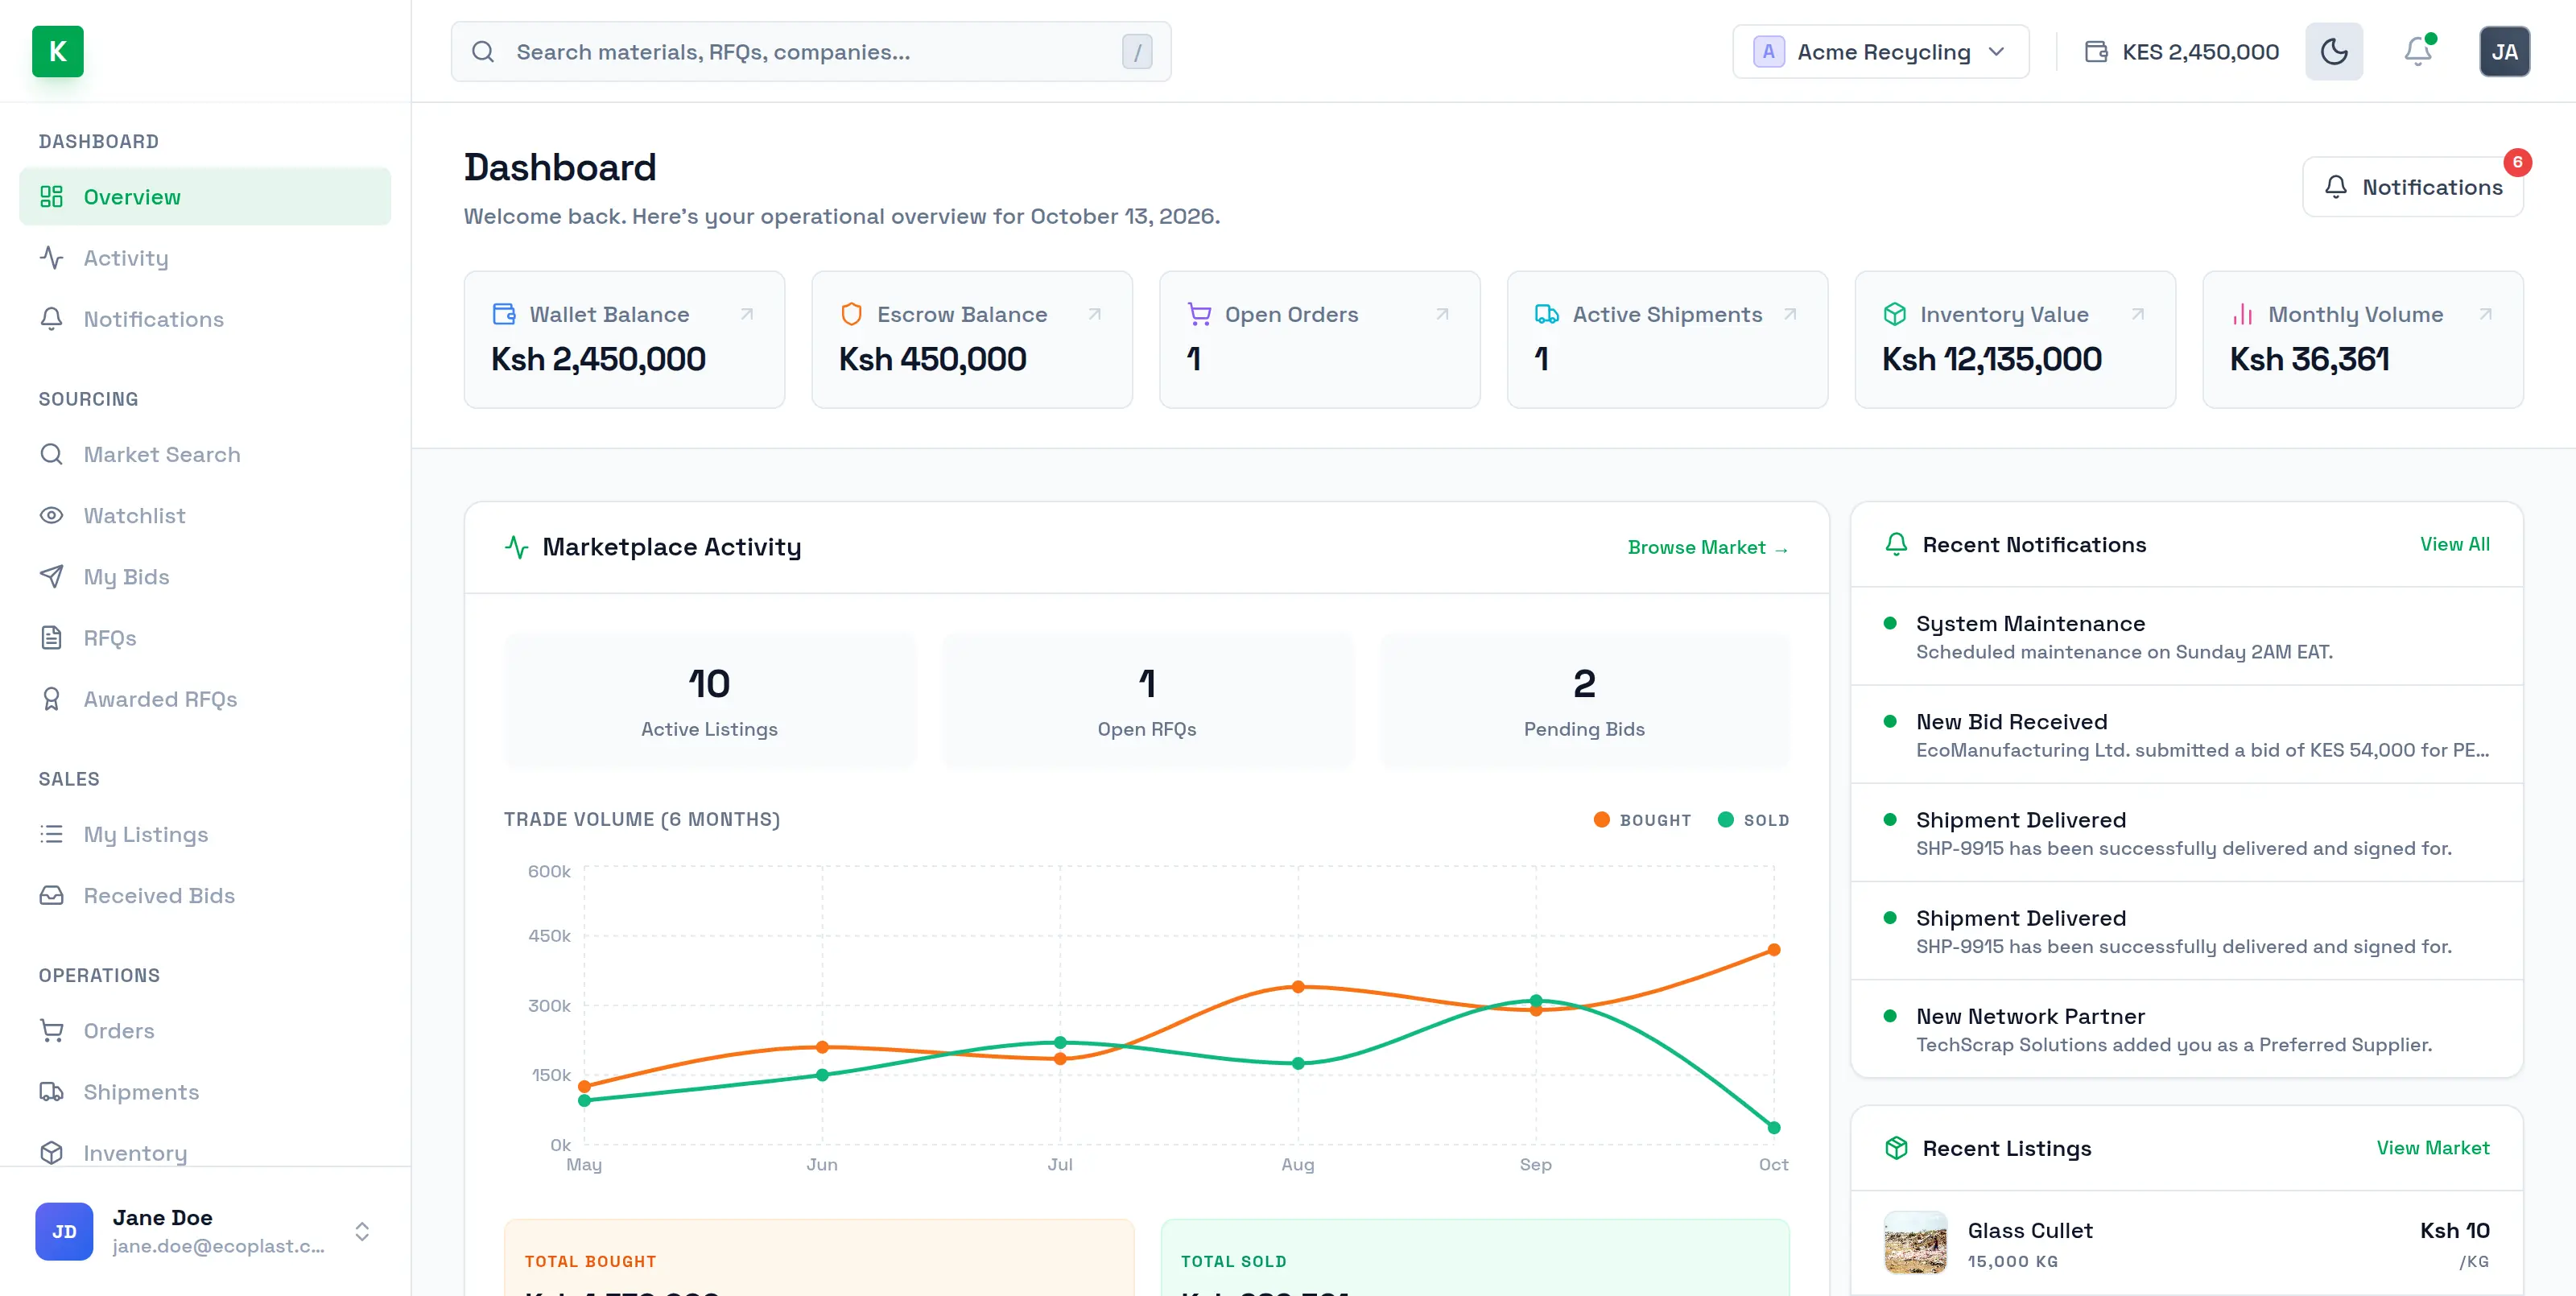 K
Search materials, RFQs, companies...
/
A
Acme Recycling
KES 2,450,000
JA
DASHBOARD
Overview
Activity
Notifications
SOURCING
Market Search
Watchlist
My Bids
RFQs
Awarded RFQs
SALES
My Listings
Received Bids
OPERATIONS
Orders
Shipments
Inventory
JD
Jane Doe
jane.doe@ecoplast.c...
Dashboard
Welcome back. Here's your operational overview for October 13, 2026.
Notifications
6
Wallet Balance
Ksh 2,450,000
Escrow Balance
Ksh 450,000
Open Orders
1
Active Shipments
1
Inventory Value
Ksh 12,135,000
Monthly Volume
Ksh 36,361
Marketplace Activity
Browse Market →
10
Active Listings
1
Open RFQs
2
Pending Bids
TRADE VOLUME (6 MONTHS)
BOUGHT
SOLD
600k
450k
300k
150k
0k
May
Jun
Jul
Aug
Sep
Oct
TOTAL BOUGHT
TOTAL SOLD
Recent Notifications
View All
System Maintenance
Scheduled maintenance on Sunday 2AM EAT.
New Bid Received
EcoManufacturing Ltd. submitted a bid of KES 54,000 for PE...
Shipment Delivered
SHP-9915 has been successfully delivered and signed for.
Shipment Delivered
SHP-9915 has been successfully delivered and signed for.
New Network Partner
TechScrap Solutions added you as a Preferred Supplier.
Recent Listings
View Market
Glass Cullet
15,000 KG
Ksh 10
/KG